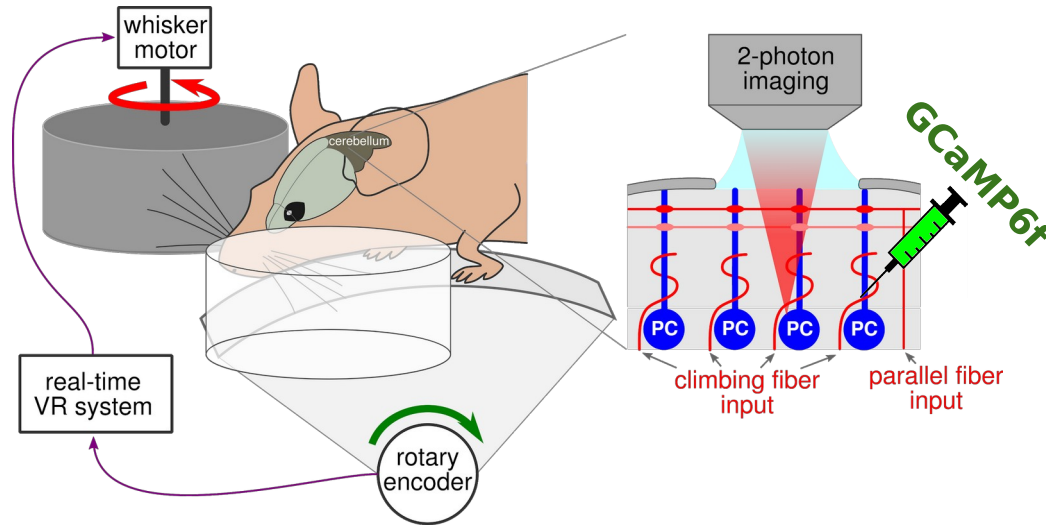 whisker
motor
cerebellum
2-photon
imaging
GCaMP6f
PC
PC
PC
PC
climbing fiber
input
parallel fiber
input
real-time
VR system
rotary
encoder